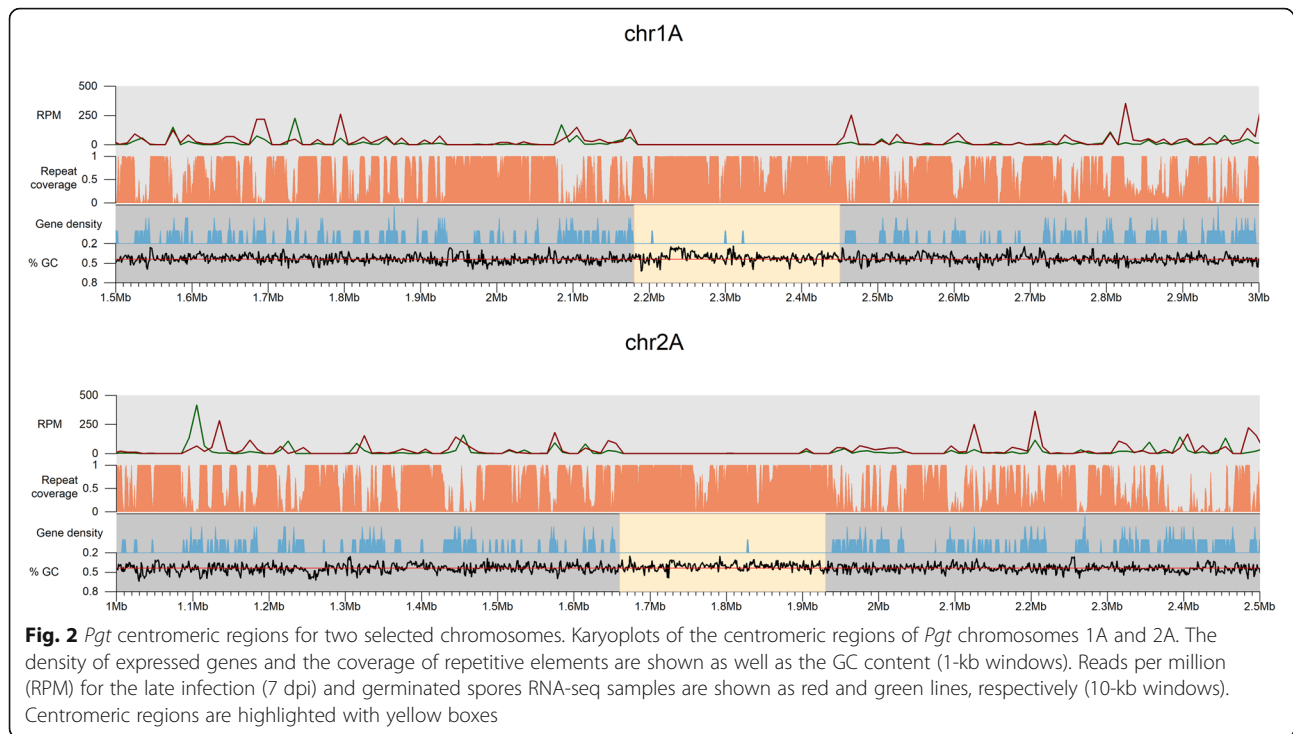 chr1A
500
RPM 250
0
1
Repeat coverage 0.5
0
Gene density
0.2
% GC 0.5
0.8
1.5Mb 1.6Mb 1.7Mb 1.8Mb 1.9Mb 2Mb 2.1Mb 2.2Mb 2.3Mb 2.4Mb 2.5Mb 2.6Mb 2.7Mb 2.8Mb 2.9Mb 3Mb
chr2A
500
RPM 250
0
1
Repeat coverage 0.5
0
Gene density
0.2
% GC 0.5
0.8
1Mb 1.1Mb 1.2Mb 1.3Mb 1.4Mb 1.5Mb 1.6Mb 1.7Mb 1.8Mb 1.9Mb 2Mb 2.1Mb 2.2Mb 2.3Mb 2.4Mb 2.5Mb
Fig. 2 Pgt centromeric regions for two selected chromosomes. Karyoplots of the centromeric regions of Pgt chromosomes 1A and 2A. The
density of expressed genes and the coverage of repetitive elements are shown as well as the GC content (1-kb windows). Reads per million
(RPM) for the late infection (7 dpi) and germinated spores RNA-seq samples are shown as red and green lines, respectively (10-kb windows).
Centromeric regions are highlighted with yellow boxes